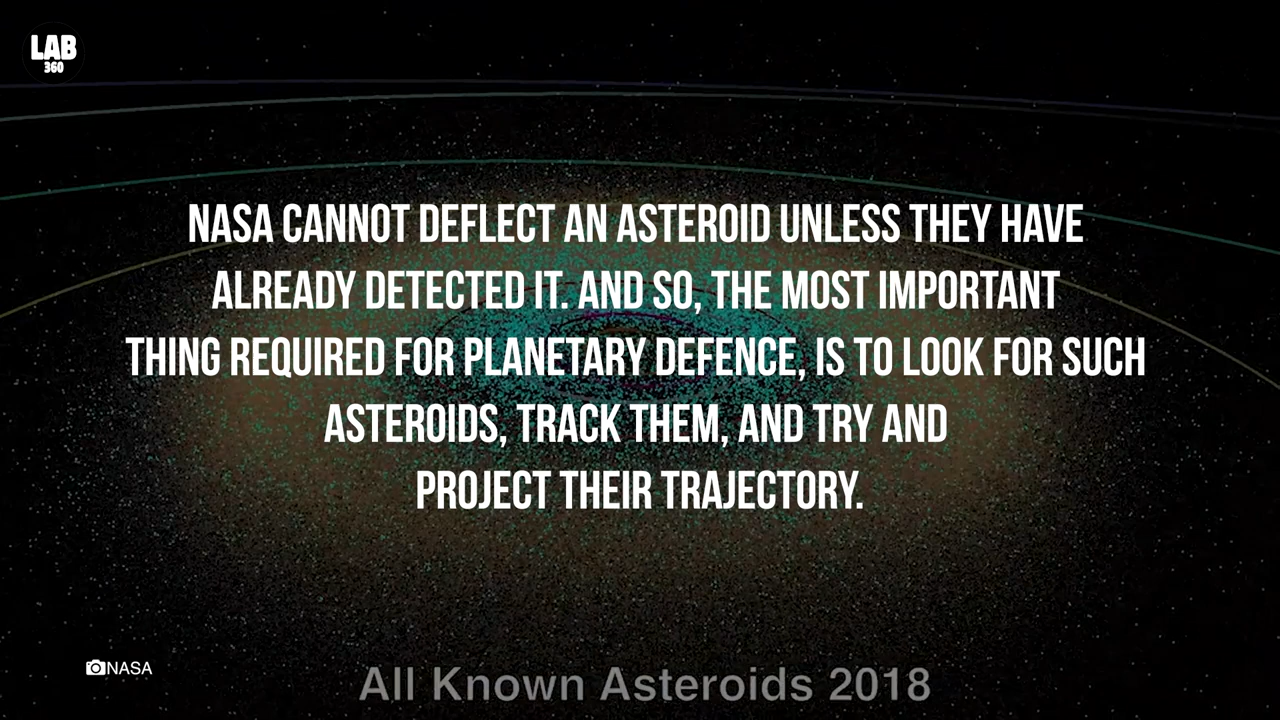 LAB
360
NASA CANNOT DEFLECT AN ASTEROID UNLESS THEY HAVE
ALREADY DETECTED IT. AND SO, THE MOST IMPORTANT
THING REQUIRED FOR PLANETARY DEFENCE, IS TO LOOK FOR SUCH
ASTEROIDS, TRACK THEM, AND TRY AND
PROJECT THEIR TRAJECTORY.
NASA
All Known Asteroids 2018